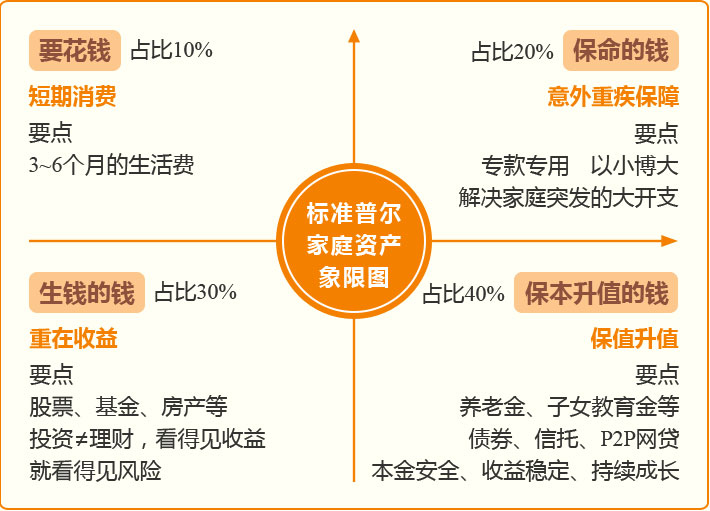 要花钱 占比10%
短期消费
要点
3~6个月的生活费
占比20% 保命的钱
意外重疾保障
要点
专款专用 以小博大
解决家庭突发的大开支
标准普尔
家庭资产
象限图
生钱的钱 占比30%
重在收益
要点
股票、基金、房产等
投资≠理财，看得见收益
就看得见风险
占比40% 保本升值的钱
保值升值
要点
养老金、子女教育金等
债券、信托、P2P网贷
本金安全、收益稳定、持续成长